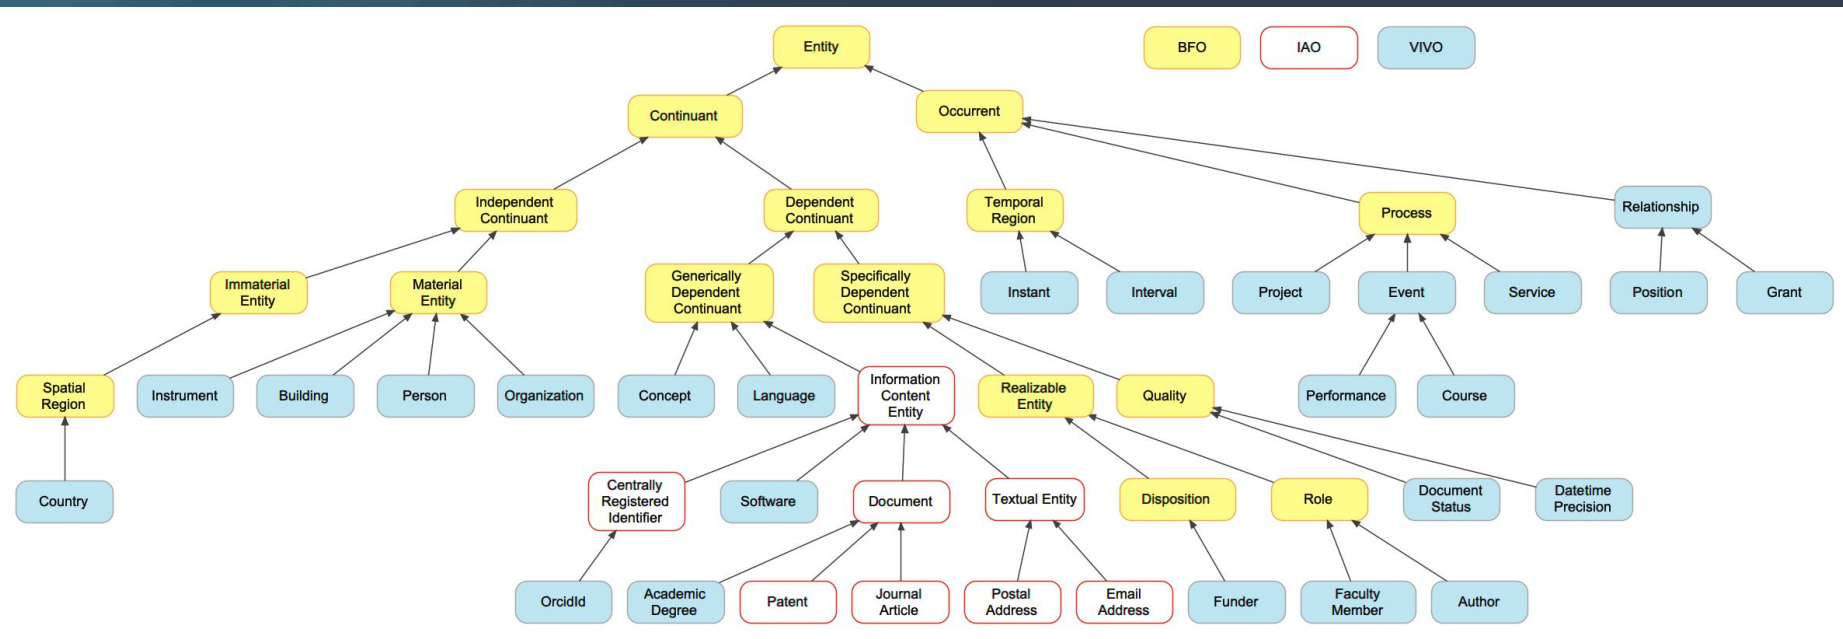 Entity
BFO
IAO
VIVO
Continuant
Occurrent
Independent
Continuant
Dependent
Continuant
Temporal
Region
Process
Relationship
Immaterial
Entity
Material
Entity
Generically
Dependent
Continuant
Specifically
Dependent
Continuant
Instant
Interval
Project
Event
Service
Position
Grant
Spatial
Region
Instrument
Building
Person
Organization
Concept
Language
Information
Content
Entity
Realizable
Entity
Quality
Performance
Course
Country
Centrally
Registered
Identifier
Software
Document
Textual Entity
Disposition
Role
Document
Status
Datetime
Precision
OrcidId
Academic
Degree
Patent
Journal
Article
Postal
Address
Email
Address
Funder
Faculty
Member
Author